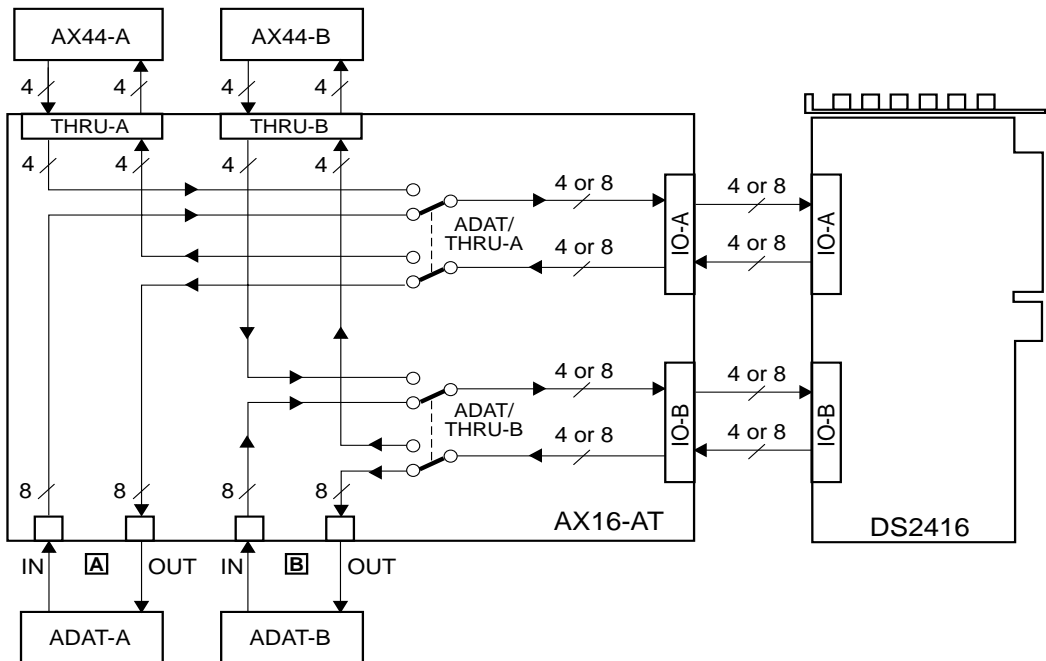 AX44-A
AX44-B
4
4
4
4
THRU-A
THRU-B
4
4
4
4
4 or 8
4 or 8
ADAT/
THRU-A
4 or 8
4 or 8
IO-A
IO-A
4 or 8
4 or 8
ADAT/
THRU-B
4 or 8
4 or 8
IO-B
IO-B
8
8
8
8
AX16-AT
DS2416
IN
A
OUT
IN
B
OUT
ADAT-A
ADAT-B